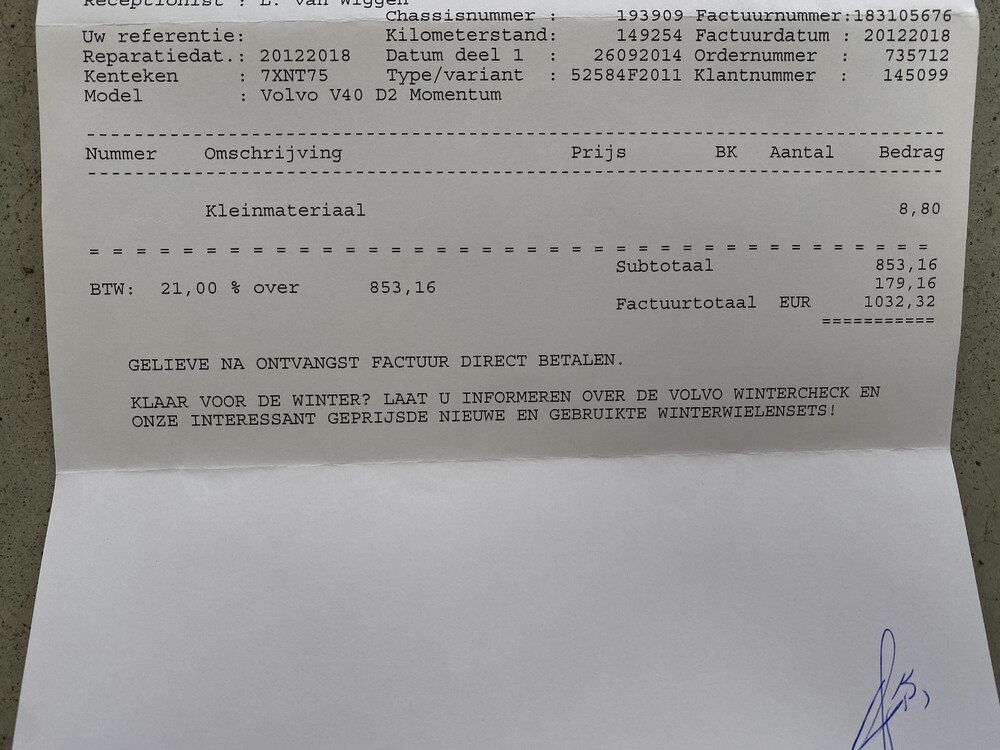 Receptionist : L. van Wiggen
Chassisnummer : 193909 Factuurnummer:183105676
Uw referentie: Kilometerstand: 149254 Factuurdatum : 20122018
Reparatiedat.: 20122018 Datum deel 1 : 26092014 Ordernummer : 735712
Kenteken : 7XNT75 Type/variant : 52584F2011 Klantnummer : 145099
Model : Volvo V40 D2 Momentum
Nummer Omschrijving Prijs BK Aantal Bedrag
Kleinmateriaal 8,80
Subtotaal 853,16
BTW: 21,00 % over 853,16 179,16
Factuurtotaal EUR 1032,32
GELIEVE NA ONTVANGST FACTUUR DIRECT BETALEN.
KLAAR VOOR DE WINTER? LAAT U INFORMEREN OVER DE VOLVO WINTERCHECK EN
ONZE INTERESSANT GEPRIJSDE NIEUWE EN GEBRUIKTE WINTERWIELENSETS!